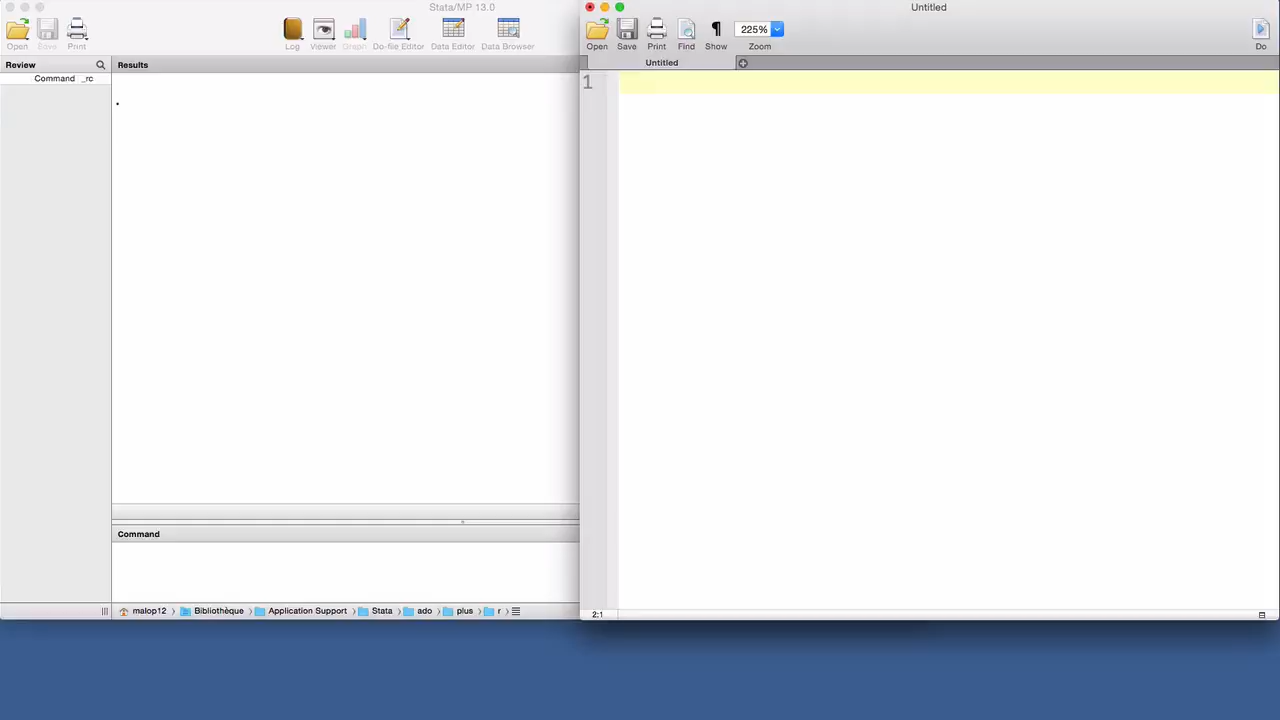 Stata/MP 13.0
Open Save Print Log Viewer Graph Do-file Editor Data Editor Data Browser
Review
Command _rc
Results
.
Command
malop12 Bibliothèque Application Support Stata ado plus r
Untitled
225%
Open Save Print Find Show Zoom Do
Untitled
1
2:1